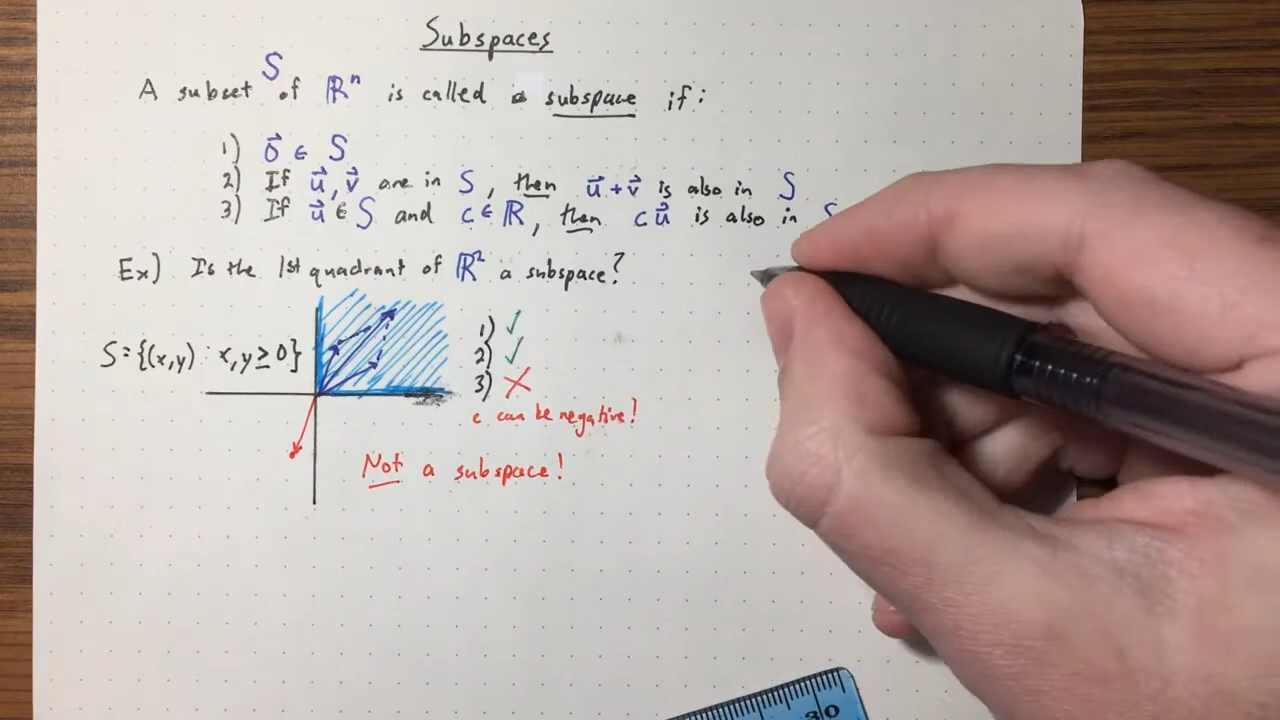 Subspaces
A subset S of ℝⁿ is called a subspace if:
1) 0⃗ ∈ S
2) If u⃗, v⃗ are in S, then u⃗ + v⃗ is also in S
3) If u⃗ ∈ S and c ∈ ℝ, then cu⃗ is also in S
Ex) Is the 1st quadrant of ℝ² a subspace?
S = {(x,y) : x,y ≥ 0}
1) ✓
2) ✓
3) ✗
c can be negative!
Not a subspace!
30